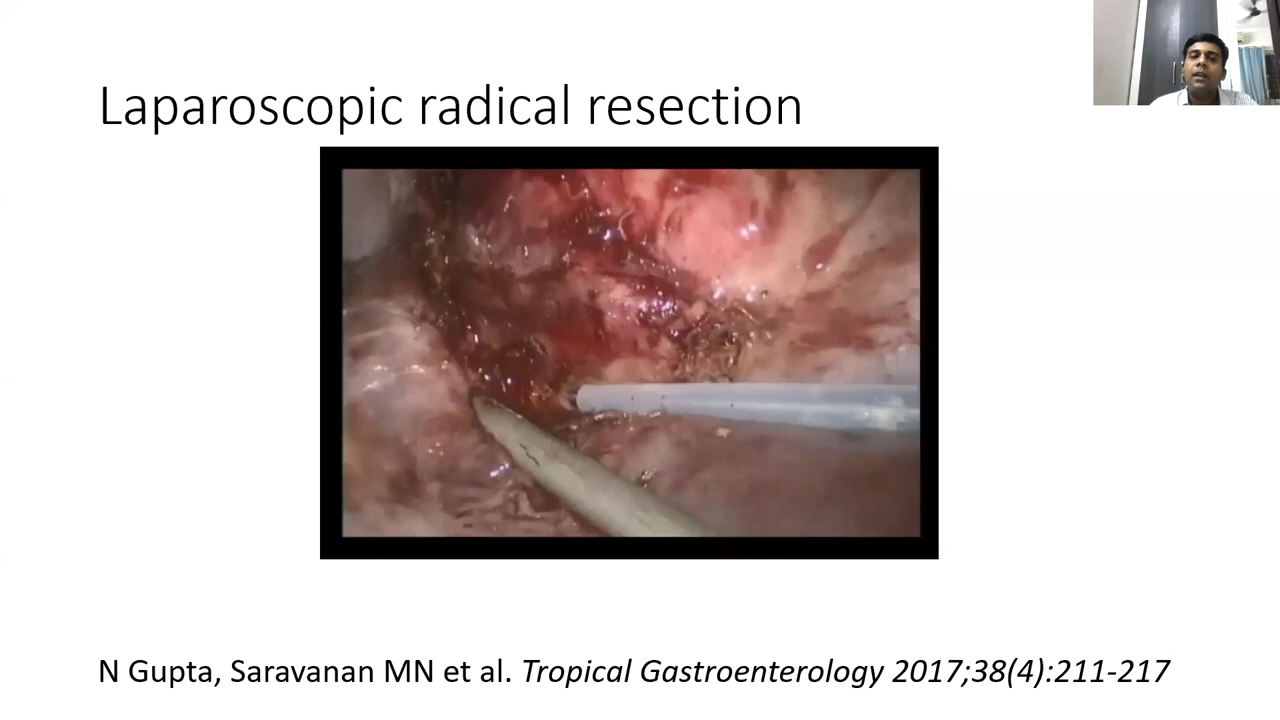 Laparoscopic radical resection
N Gupta, Saravanan MN et al. Tropical Gastroenterology 2017;38(4):211-217